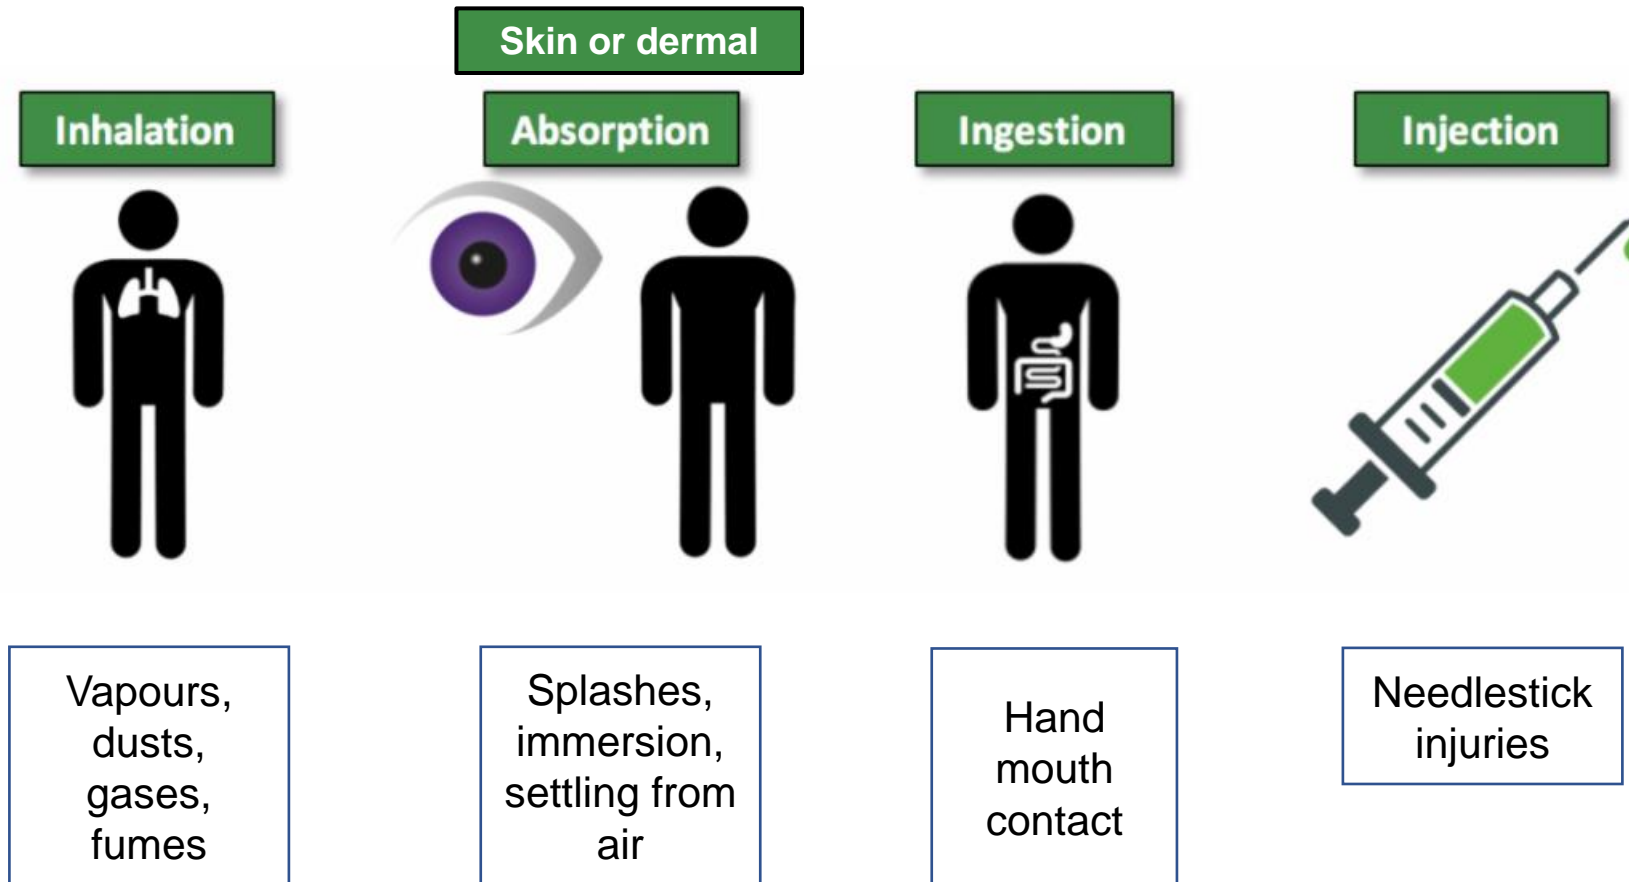 Skin or dermal
Inhalation
Absorption
Ingestion
Injection
Vapours,
dusts,
gases,
fumes
Splashes,
immersion,
settling from
air
Hand
mouth
contact
Needlestick
injuries